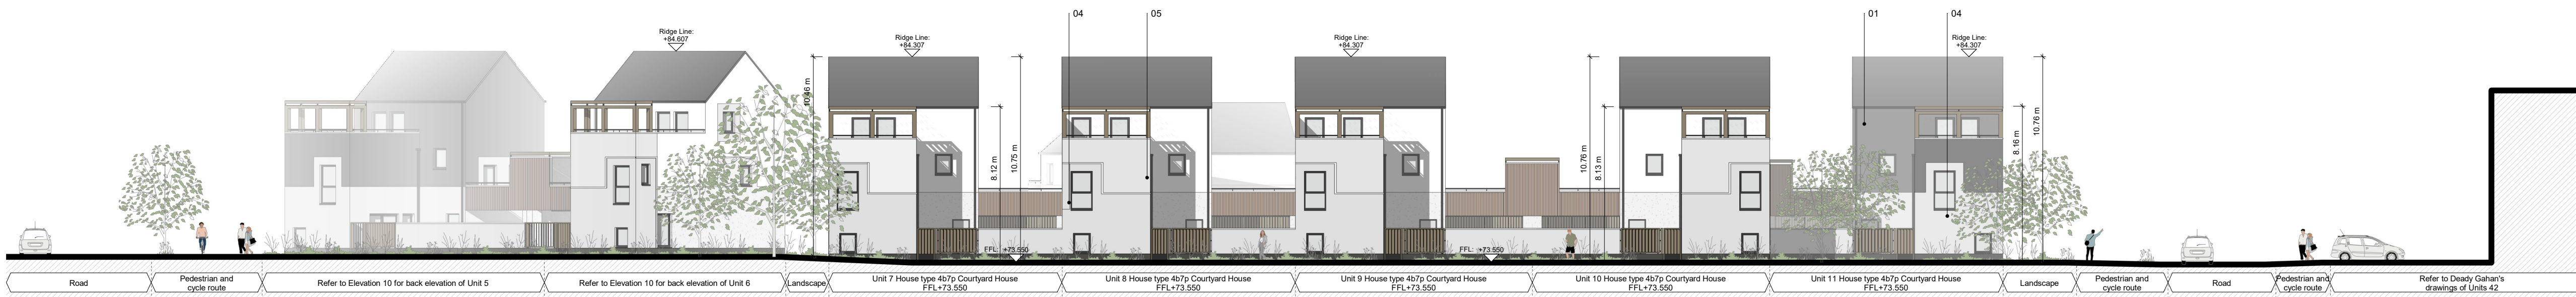 04
05
01
04
Ridge Line:
+84.607
Ridge Line:
+84.307
Ridge Line:
+84.307
Ridge Line:
+84.307
10.46 m
8.12 m
10.75 m
10.76 m
8.13 m
8.16 m
10.76 m
FFL: +73.550
FFL: +73.550
Road
Pedestrian and
cycle route
Refer to Elevation 10 for back elevation of Unit 5
Refer to Elevation 10 for back elevation of Unit 6
Landscape
Unit 7 House type 4b7p Courtyard House
FFL+73.550
Unit 8 House type 4b7p Courtyard House
FFL+73.550
Unit 9 House type 4b7p Courtyard House
FFL+73.550
Unit 10 House type 4b7p Courtyard House
FFL+73.550
Unit 11 House type 4b7p Courtyard House
FFL+73.550
Landscape
Pedestrian and
cycle route
Road
Pedestrian and
cycle route
Refer to Deady Gahan's
drawings of Units 42